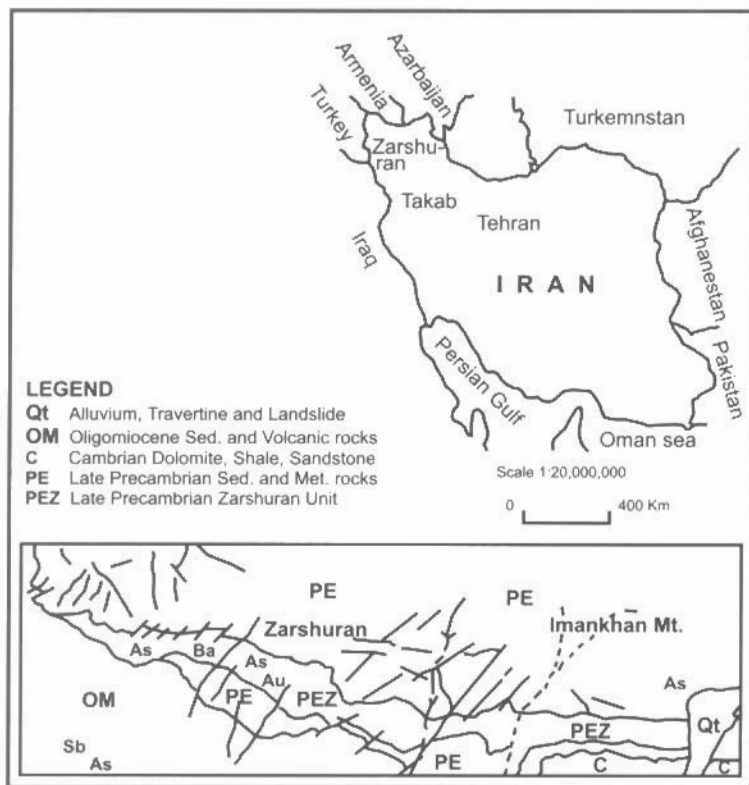 Armenia
Azarbaijan
Turkey
Turkemnstan
Zarshu-
ran
Takab
Tehran
Afghanestan
Iraq
I R A N
Pakistan
Persian Gulf
Oman sea
LEGEND
Qt Alluvium, Travertine and Landslide
OM Oligomiocene Sed. and Volcanic rocks
C Cambrian Dolomite, Shale, Sandstone
PE Late Precambrian Sed. and Met. rocks
PEZ Late Precambrian Zarshuran Unit
Scale 1:20,000,000
0 400 Km
PE PE
Zarshuran Imankhan Mt.
As Ba As
Au As
OM PE PEZ
PEZ Qt
Sb
As
PE C C